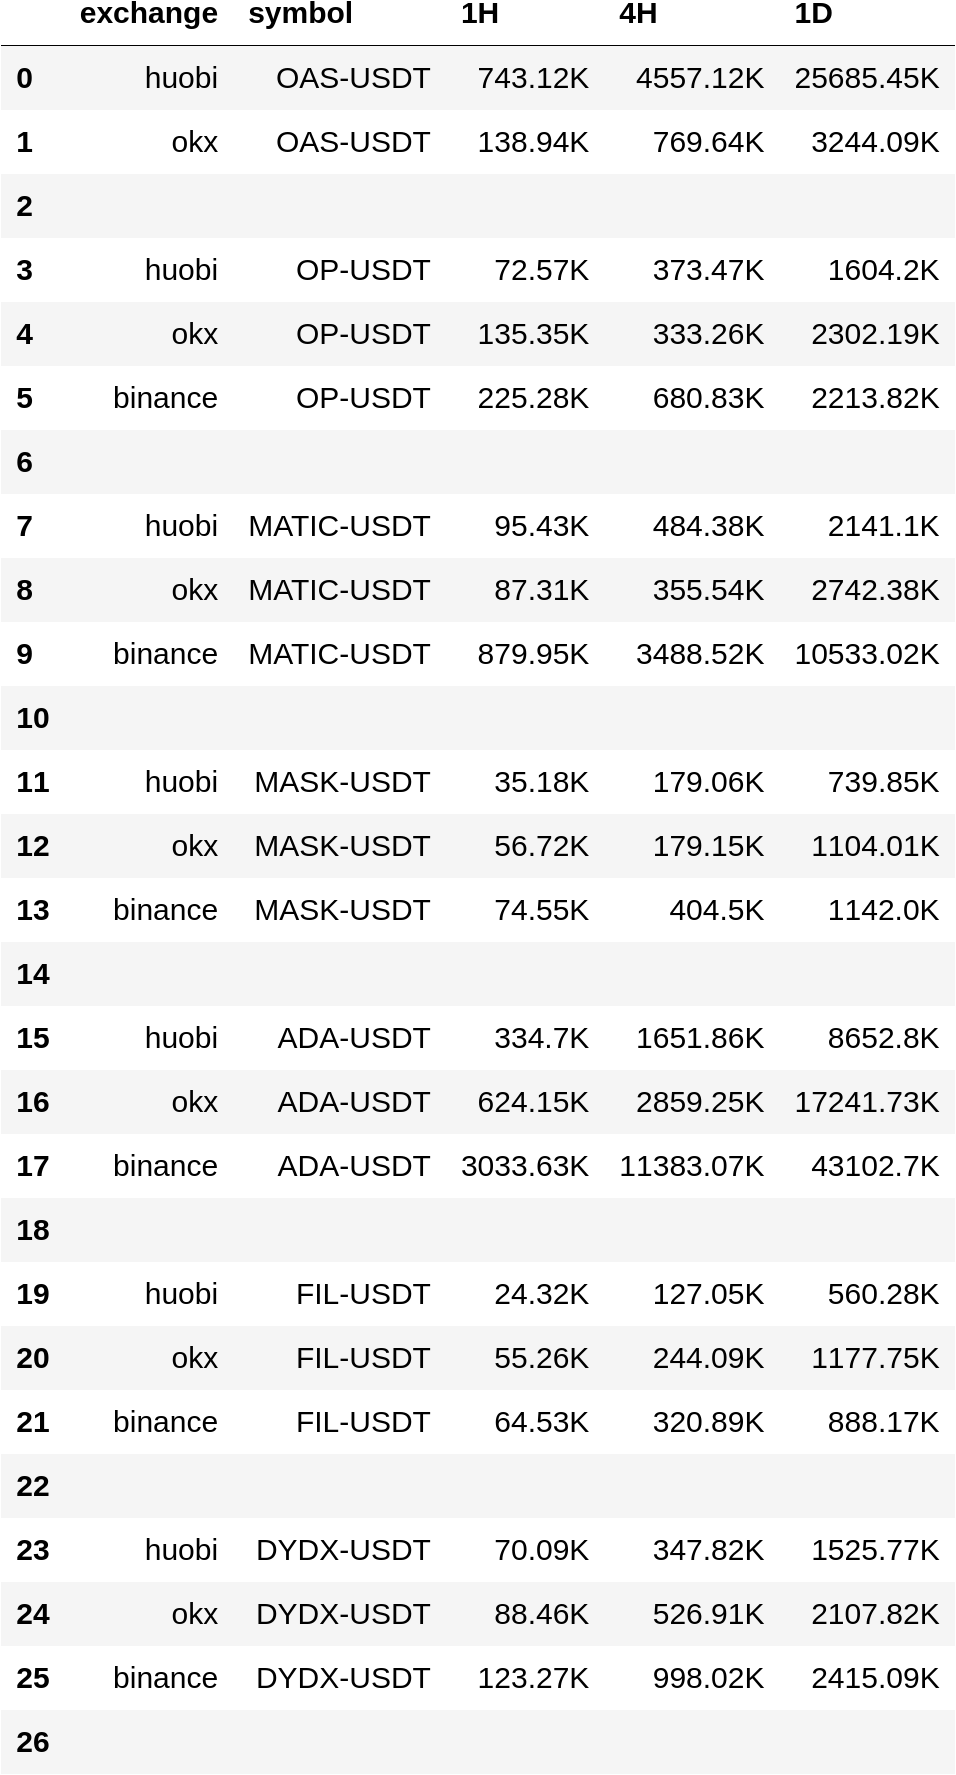 exchange symbol 1H 4H 1D
0 huobi OAS-USDT 743.12K 4557.12K 25685.45K
1 okx OAS-USDT 138.94K 769.64K 3244.09K
2
3 huobi OP-USDT 72.57K 373.47K 1604.2K
4 okx OP-USDT 135.35K 333.26K 2302.19K
5 binance OP-USDT 225.28K 680.83K 2213.82K
6
7 huobi MATIC-USDT 95.43K 484.38K 2141.1K
8 okx MATIC-USDT 87.31K 355.54K 2742.38K
9 binance MATIC-USDT 879.95K 3488.52K 10533.02K
10
11 huobi MASK-USDT 35.18K 179.06K 739.85K
12 okx MASK-USDT 56.72K 179.15K 1104.01K
13 binance MASK-USDT 74.55K 404.5K 1142.0K
14
15 huobi ADA-USDT 334.7K 1651.86K 8652.8K
16 okx ADA-USDT 624.15K 2859.25K 17241.73K
17 binance ADA-USDT 3033.63K 11383.07K 43102.7K
18
19 huobi FIL-USDT 24.32K 127.05K 560.28K
20 okx FIL-USDT 55.26K 244.09K 1177.75K
21 binance FIL-USDT 64.53K 320.89K 888.17K
22
23 huobi DYDX-USDT 70.09K 347.82K 1525.77K
24 okx DYDX-USDT 88.46K 526.91K 2107.82K
25 binance DYDX-USDT 123.27K 998.02K 2415.09K
26